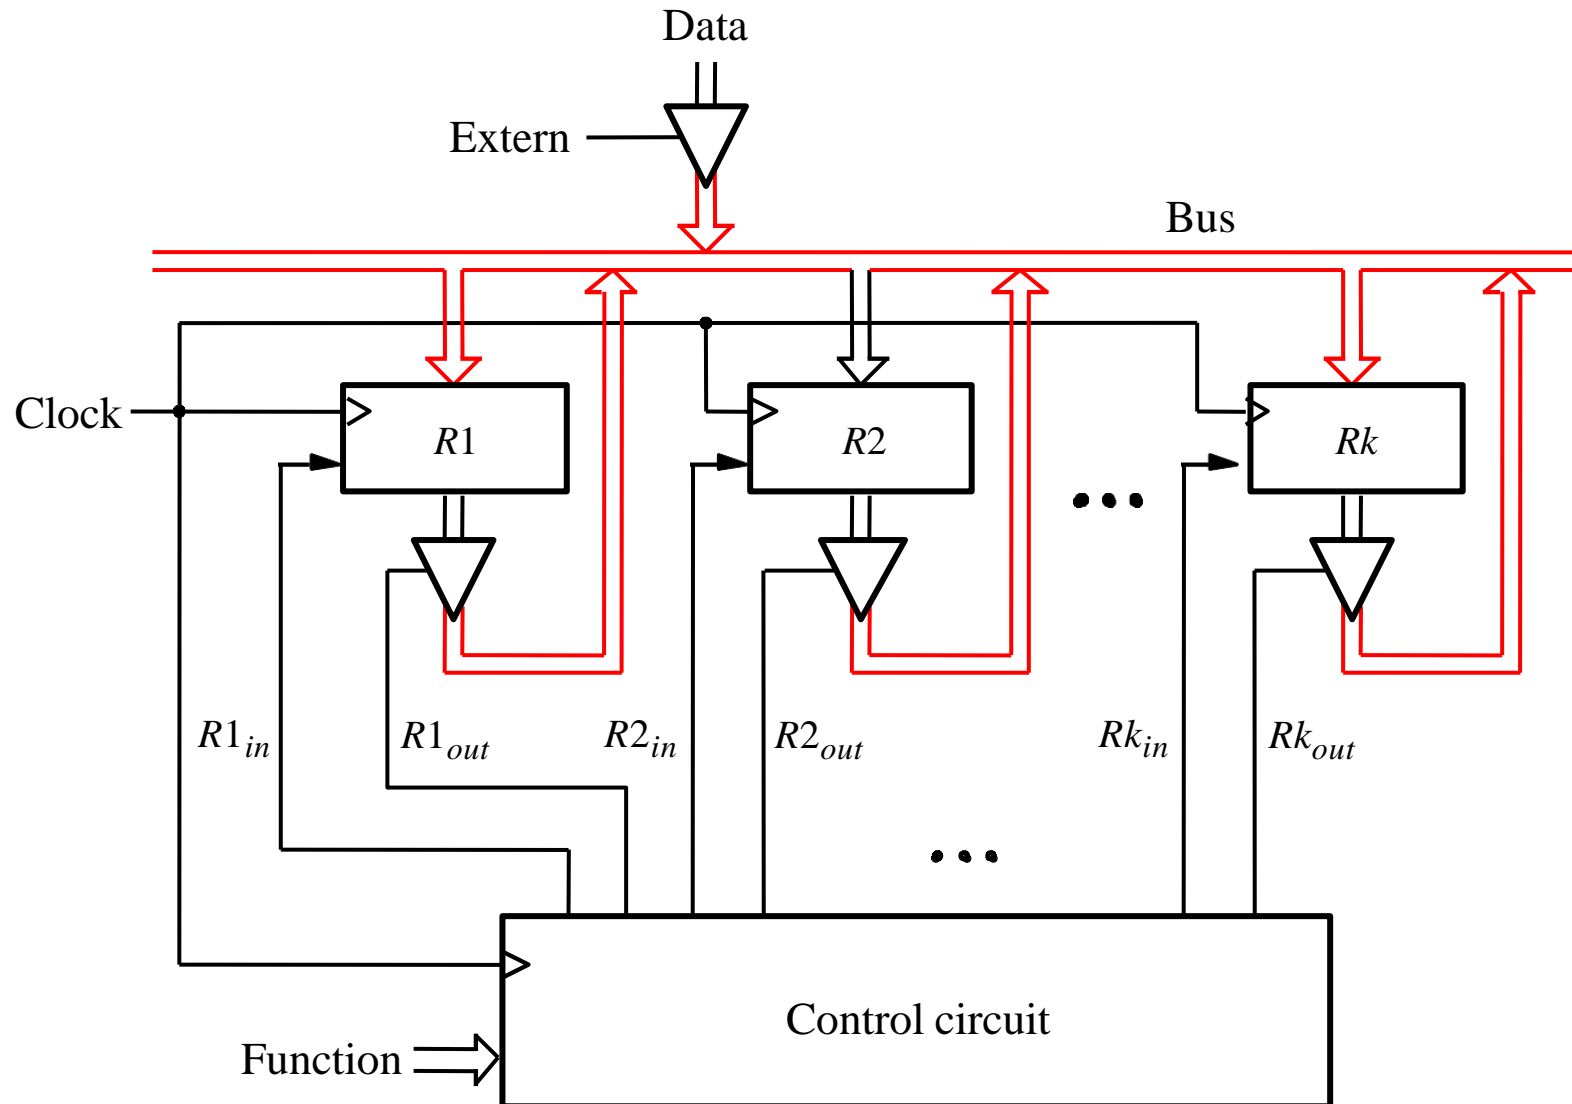 Data
Extern
Bus
Clock
R1
R2
Rk
R1in
R1out
R2in
R2out
Rkin
Rkout
Control circuit
Function